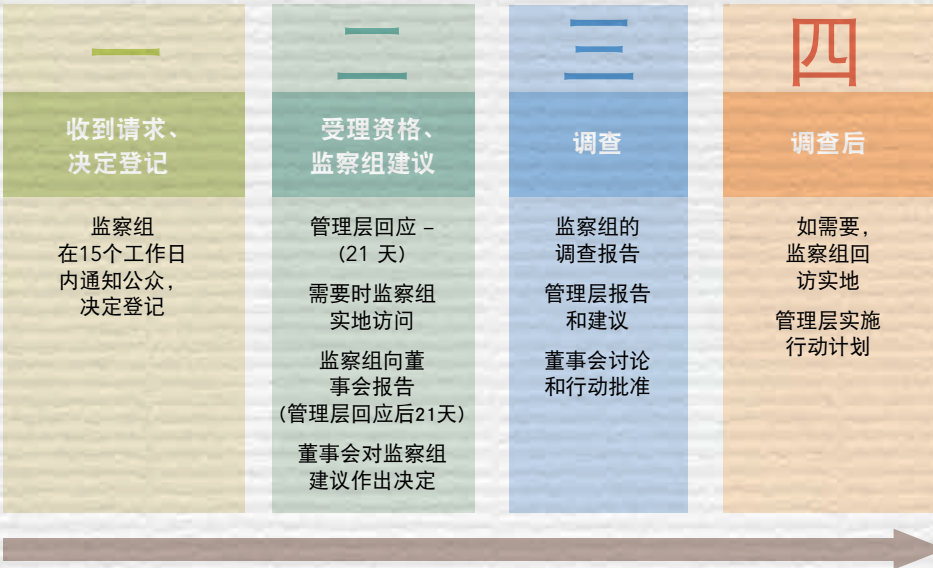 一
收到请求、
决定登记
监察组
在15个工作日
内通知公众，
决定登记
二
受理资格、
监察组建议
管理层回应 –
(21 天)
需要时监察组
实地访问
监察组向董
事会报告
(管理层回应后21天)
董事会对监察组
建议作出决定
三
调查
监察组的
调查报告
管理层报告
和建议
董事会讨论
和行动批准
四
调查后
如需要，
监察组回
访实地
管理层实施
行动计划